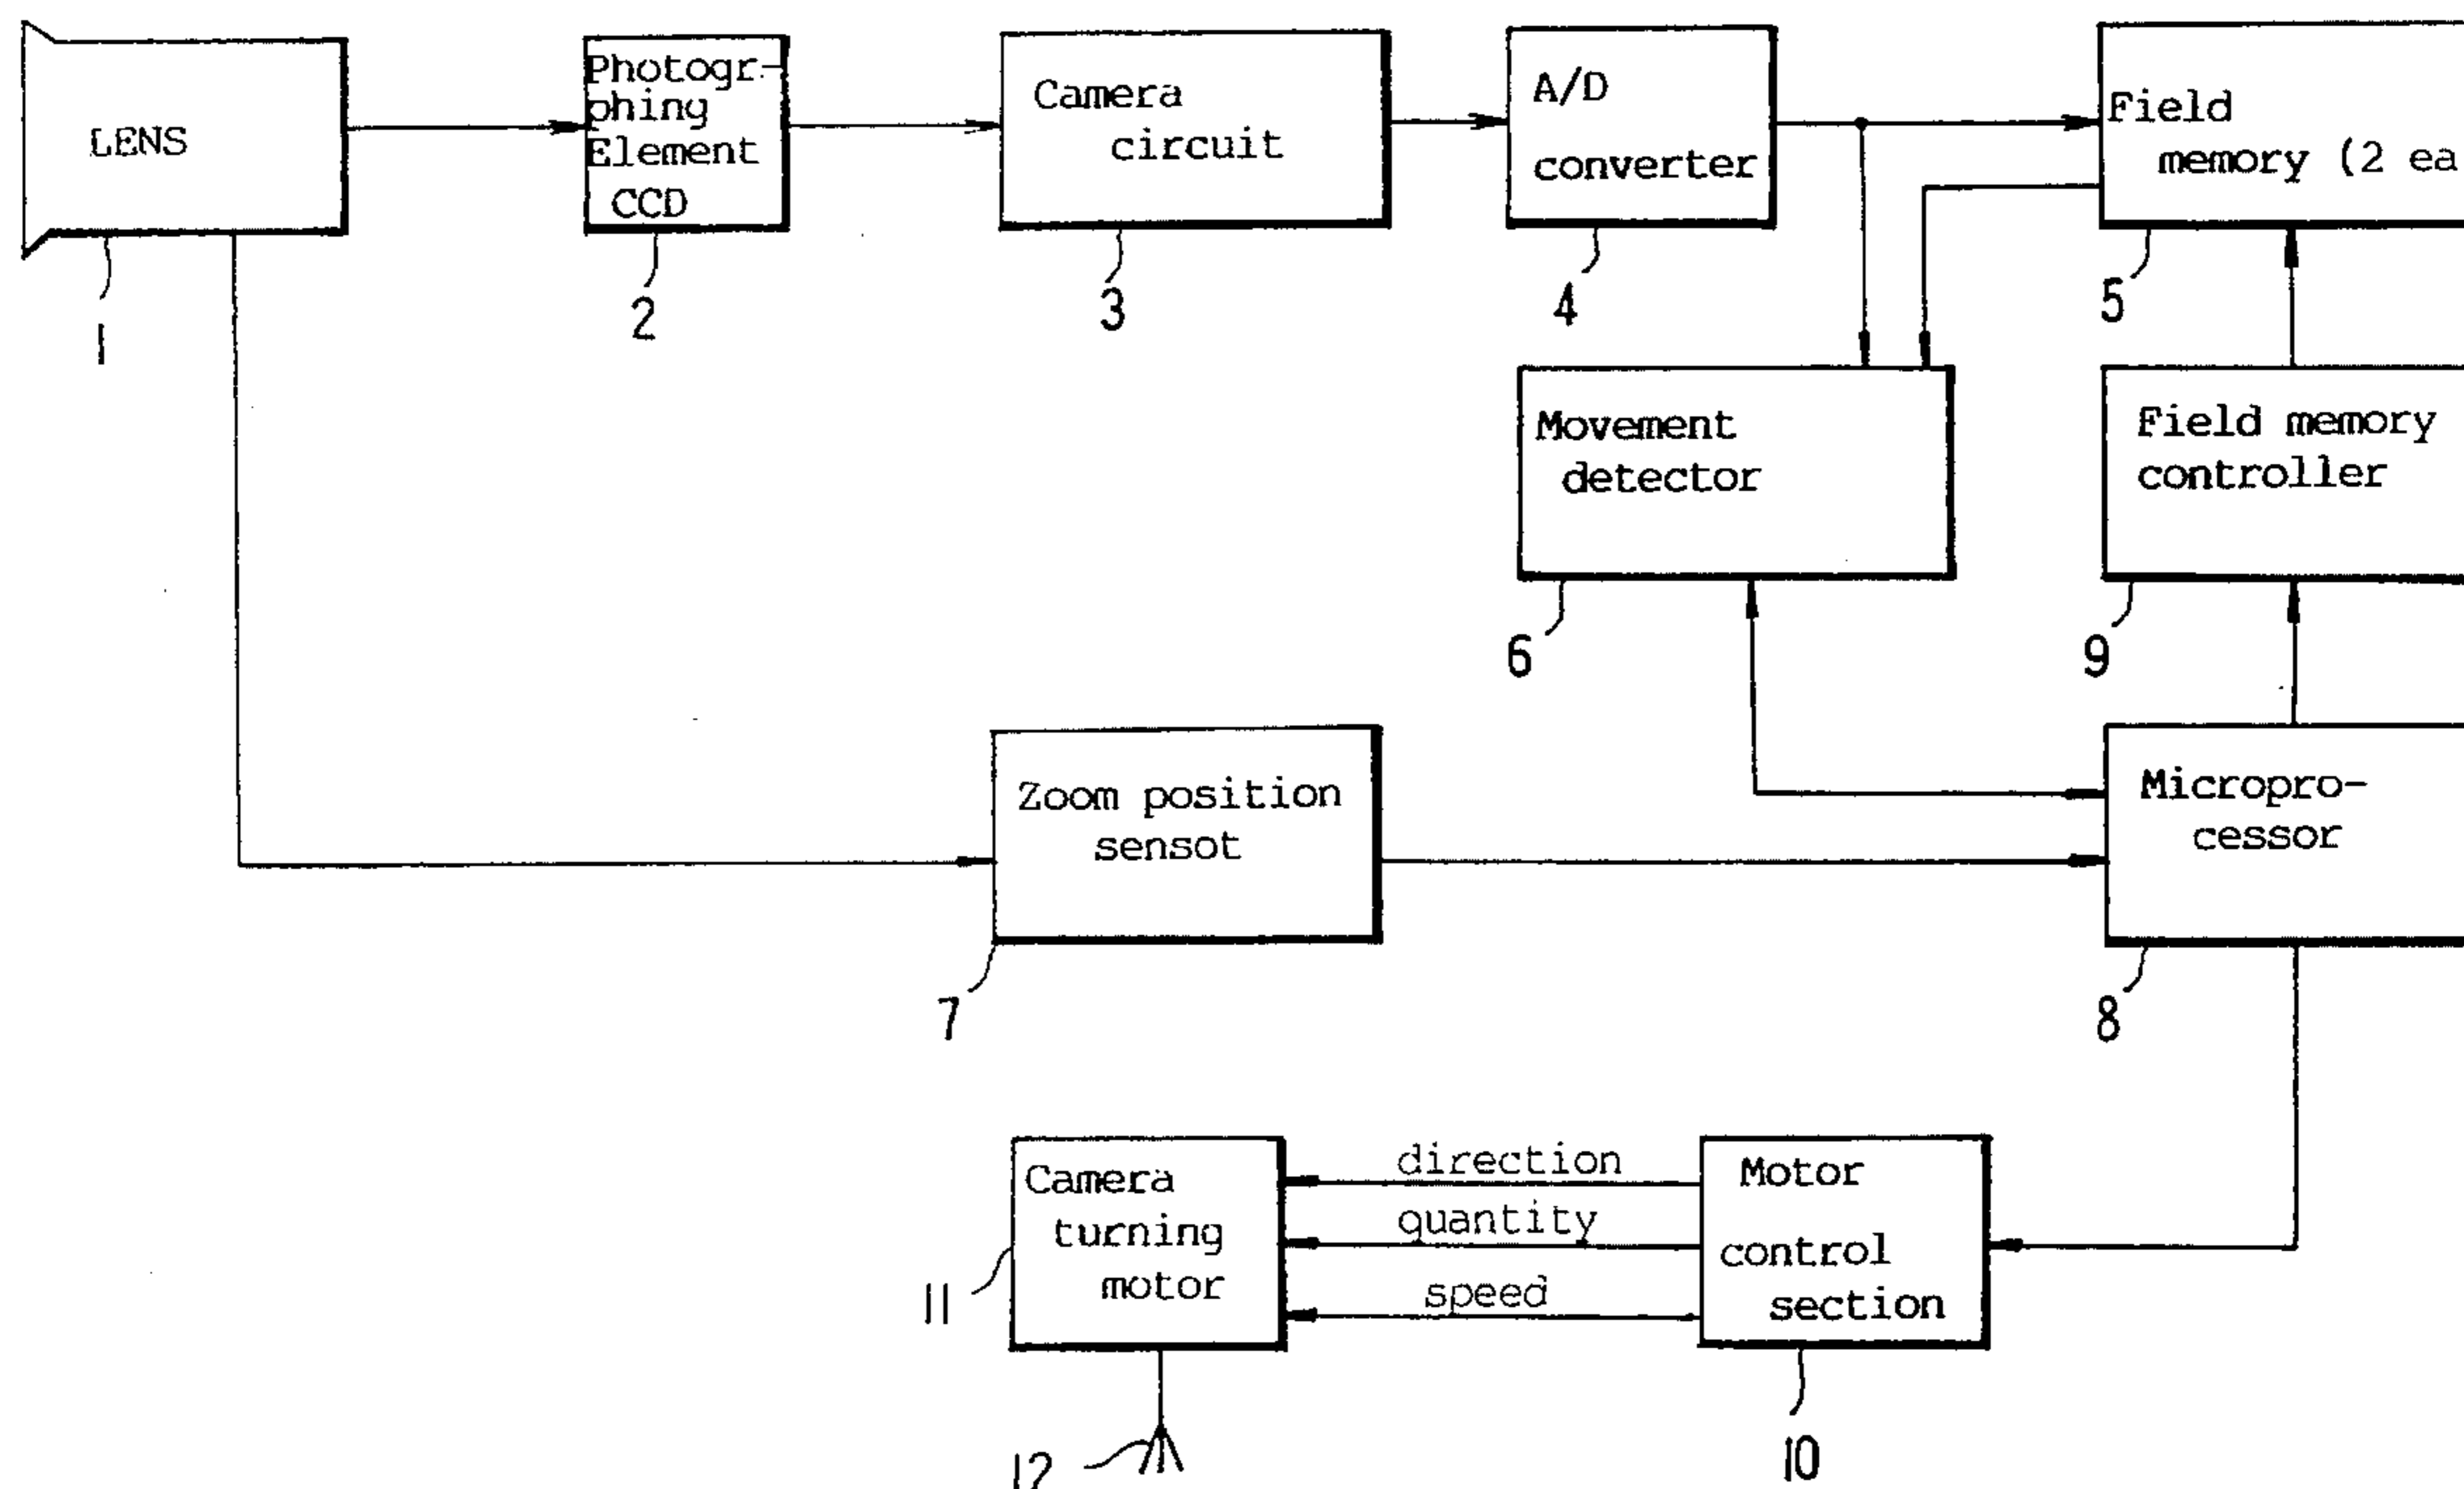 LENS
Photogr-
phing
Element
CCD
Camera
circuit
A/D
converter
Field
memory (2 ea
1
2
3
4
5
Movement
detector
Field memory
controller
6
9
Zoom position
sensot
Micropro-
cessor
7
8
Camera
turning
motor
direction
quantity
speed
Motor
control
section
11
12
10